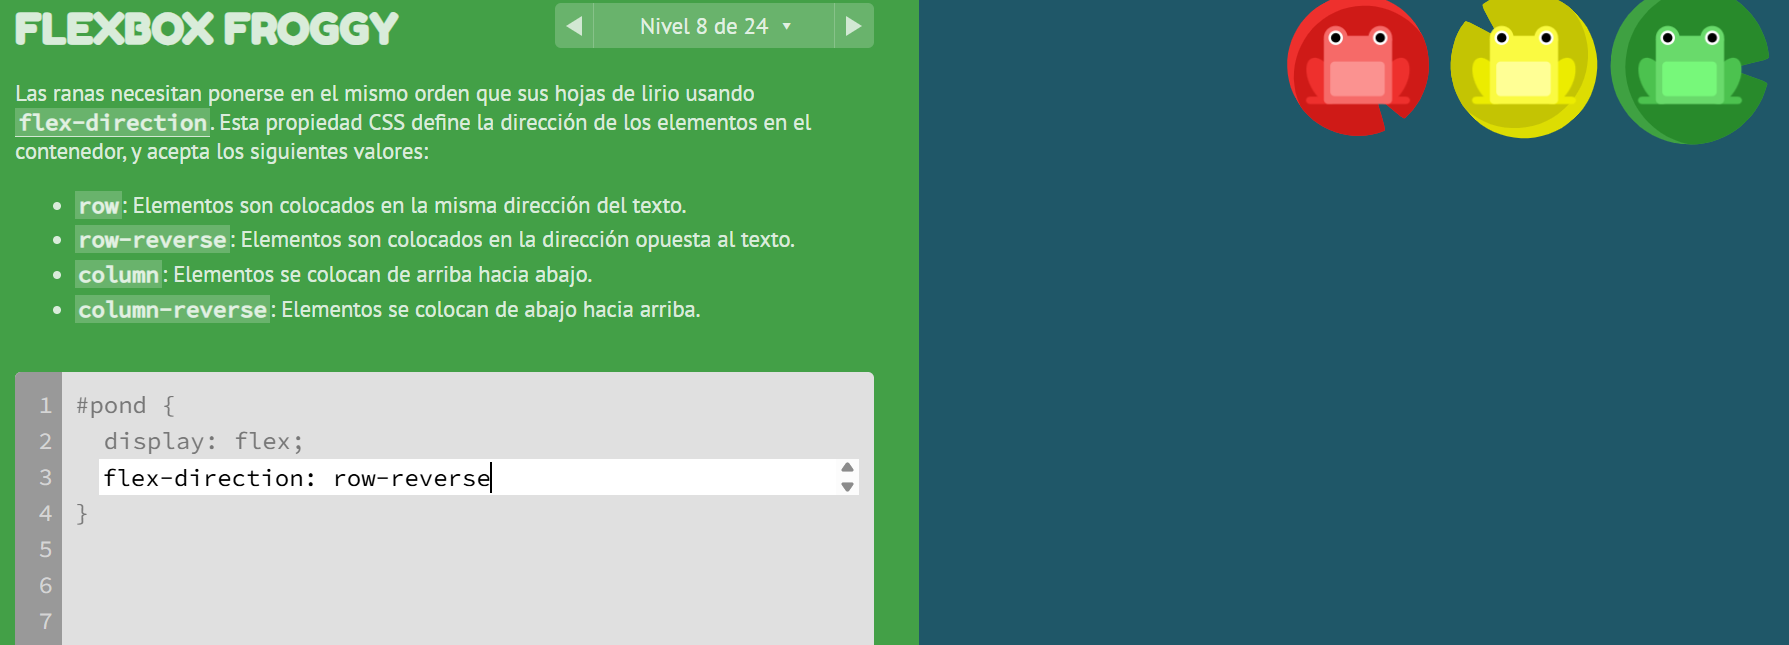 FLEXBOX FROGGY
Nivel 8 de 24
Las ranas necesitan ponerse en el mismo orden que sus hojas de lirio usando
flex-direction. Esta propiedad CSS define la dirección de los elementos en el
contenedor, y acepta los siguientes valores:
• row: Elementos son colocados en la misma dirección del texto.
• row-reverse: Elementos son colocados en la dirección opuesta al texto.
• column: Elementos se colocan de arriba hacia abajo.
• column-reverse: Elementos se colocan de abajo hacia arriba.
1 #pond {
2 display: flex;
3 flex-direction: row-reverse
4 }
5
6
7